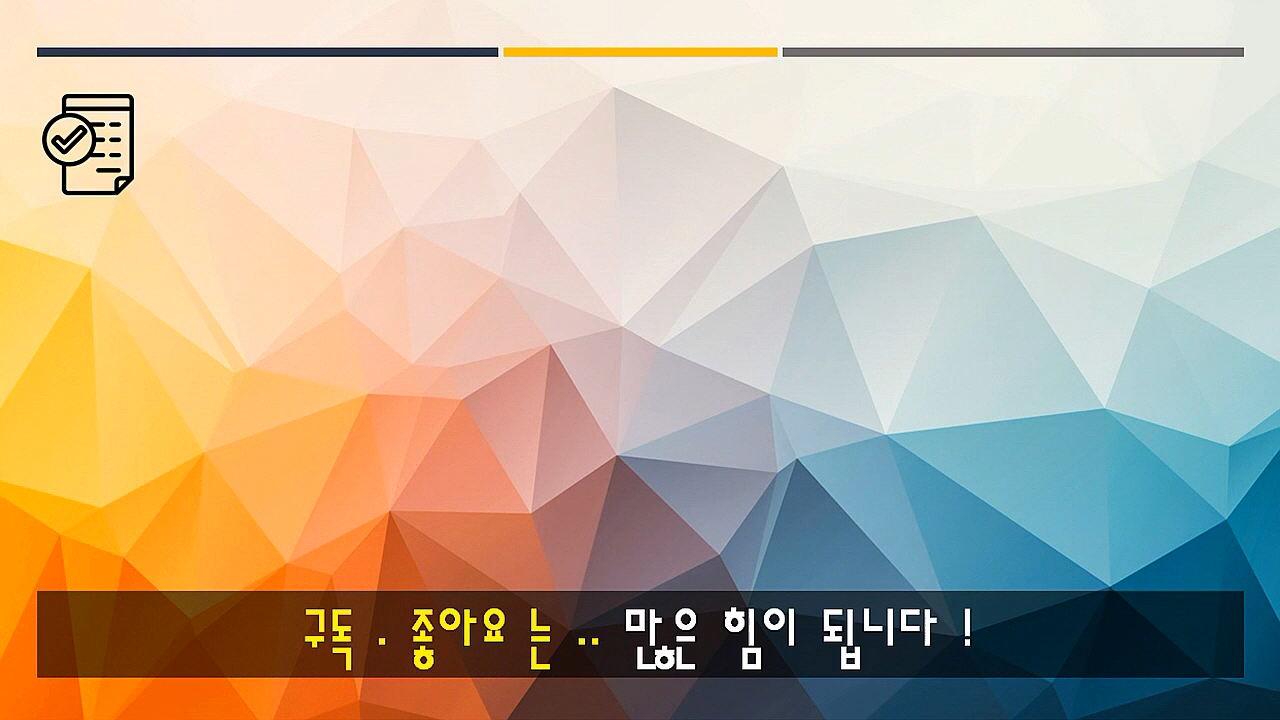 구독 . 좋아요 는 .. 많은 힘이 됩니다 !